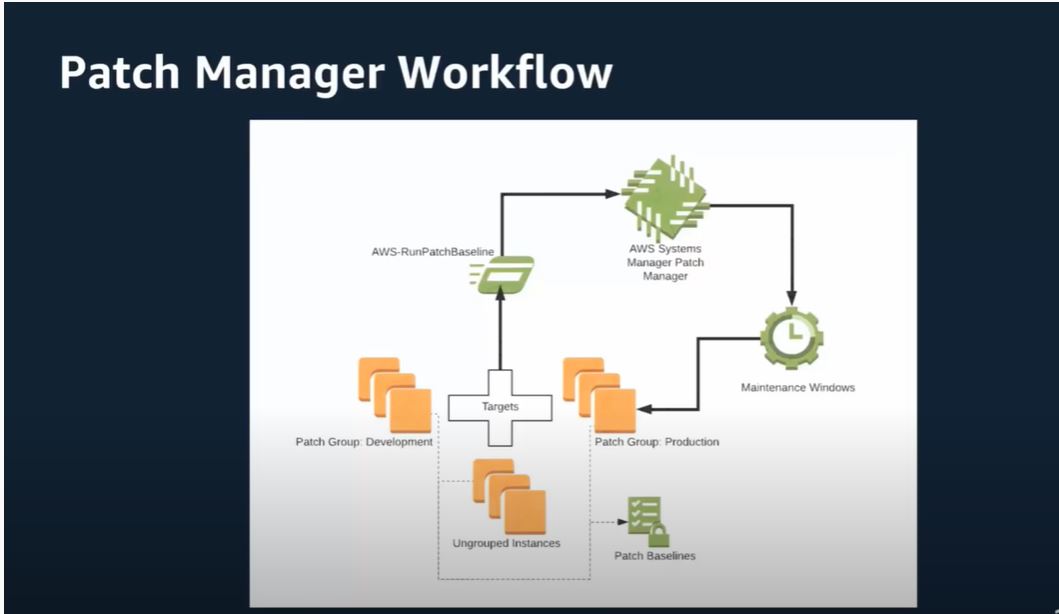 Patch Manager Workflow
AWS-RunPatchBaseline
AWS Systems
Manager Patch
Manager
Maintenance Windows
Targets
Patch Group: Development
Patch Group: Production
Ungrouped Instances
Patch Baselines